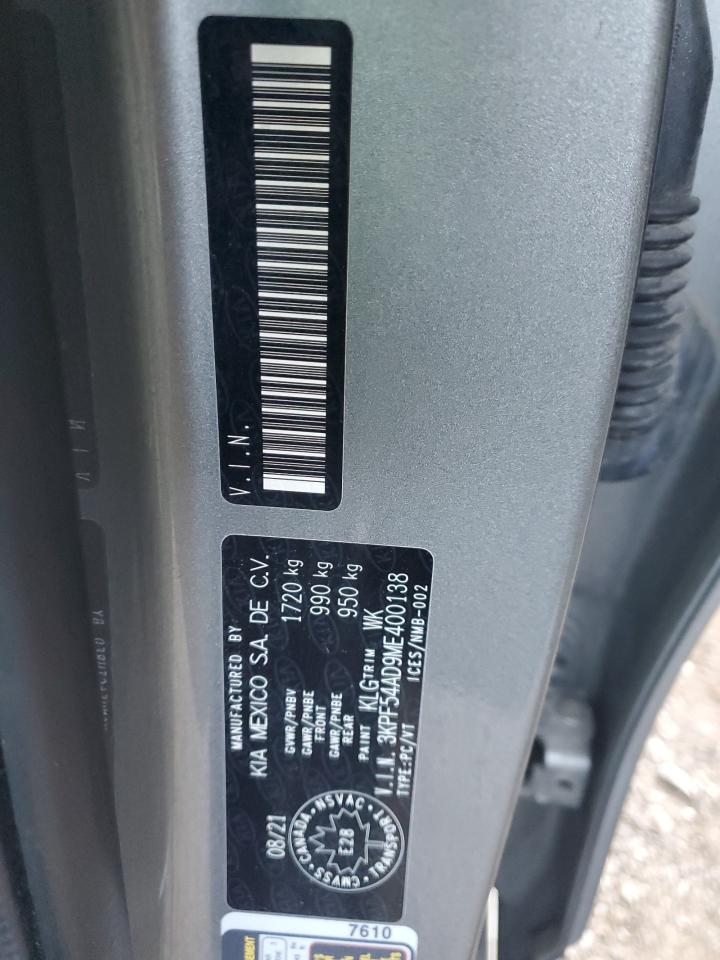 V.I.N.
MANUFACTURED BY
KIA MEXICO S.A. DE C.V.
08/21
GVWR/PNBV 1720 kg
GAWR/PNBE FRONT 990 kg
GAWR/PNBE REAR 950 kg
PAINT KLG TRIM WK
V.I.N. 3KPF54AD9ME400138
TYPE:PC/VT ICES/NMB-002
CANADA · NSVAC · TRANSPORT · CMVSS
E28
7610